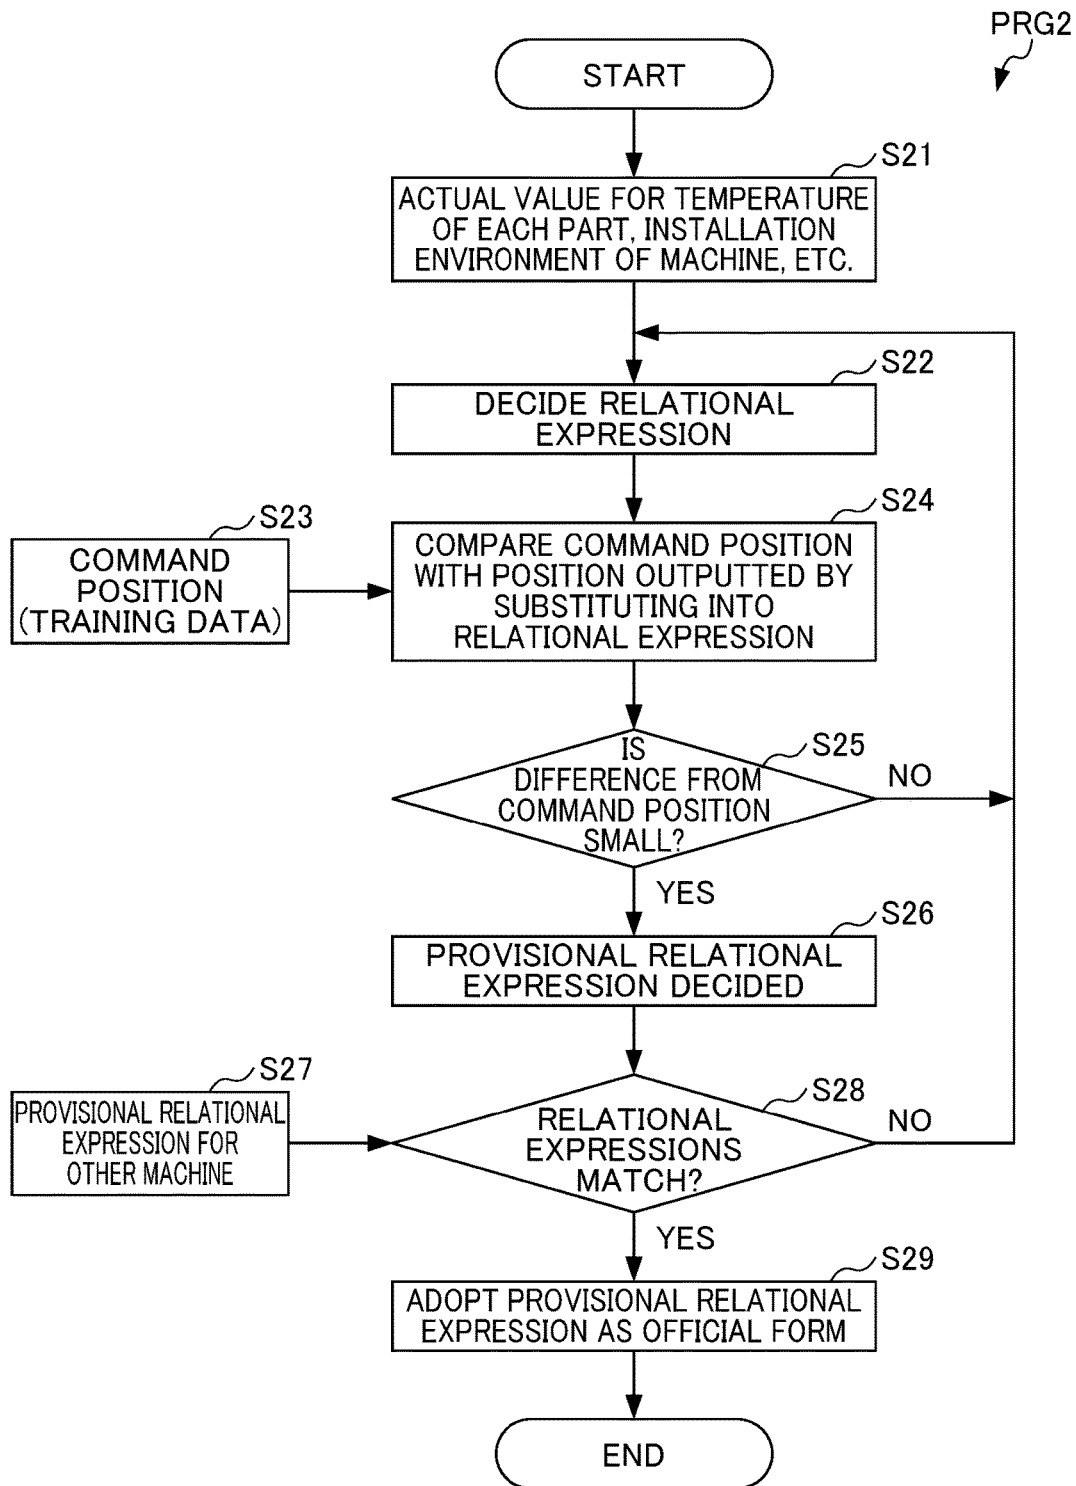 PRG2
START
S21
ACTUAL VALUE FOR TEMPERATURE
OF EACH PART, INSTALLATION
ENVIRONMENT OF MACHINE, ETC.
S22
DECIDE RELATIONAL
EXPRESSION
S23
COMMAND
POSITION
(TRAINING DATA)
S24
COMPARE COMMAND POSITION
WITH POSITION OUTPUTTED BY
SUBSTITUTING INTO
RELATIONAL EXPRESSION
S25
IS
DIFFERENCE FROM
COMMAND POSITION
SMALL?
NO
YES
S26
PROVISIONAL RELATIONAL
EXPRESSION DECIDED
S27
PROVISIONAL RELATIONAL
EXPRESSION FOR
OTHER MACHINE
S28
RELATIONAL
EXPRESSIONS
MATCH?
NO
YES
S29
ADOPT PROVISIONAL RELATIONAL
EXPRESSION AS OFFICIAL FORM
END